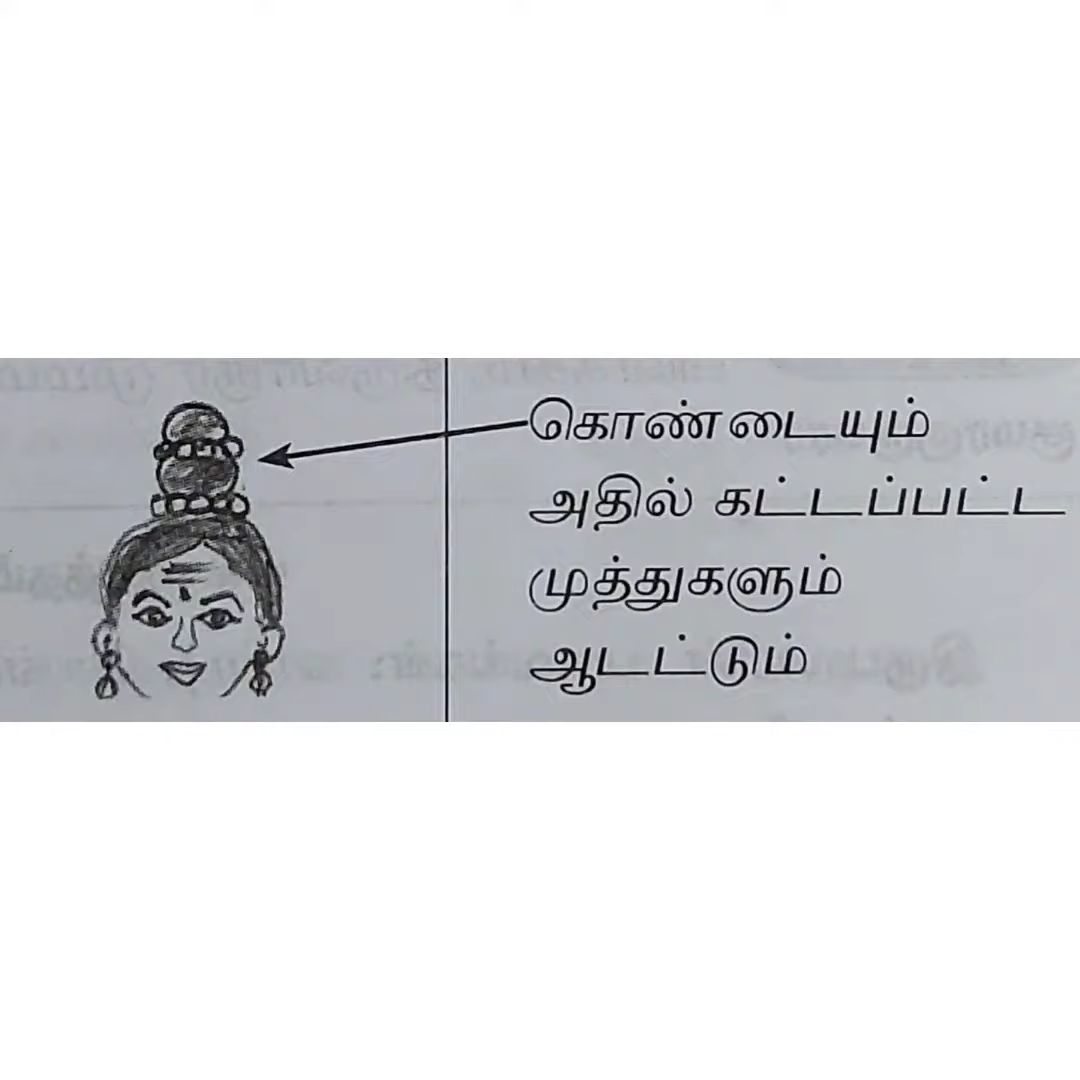 கொண்டையும்
அதில் கட்டப்பட்ட
முத்துகளும்
ஆடட்டும்